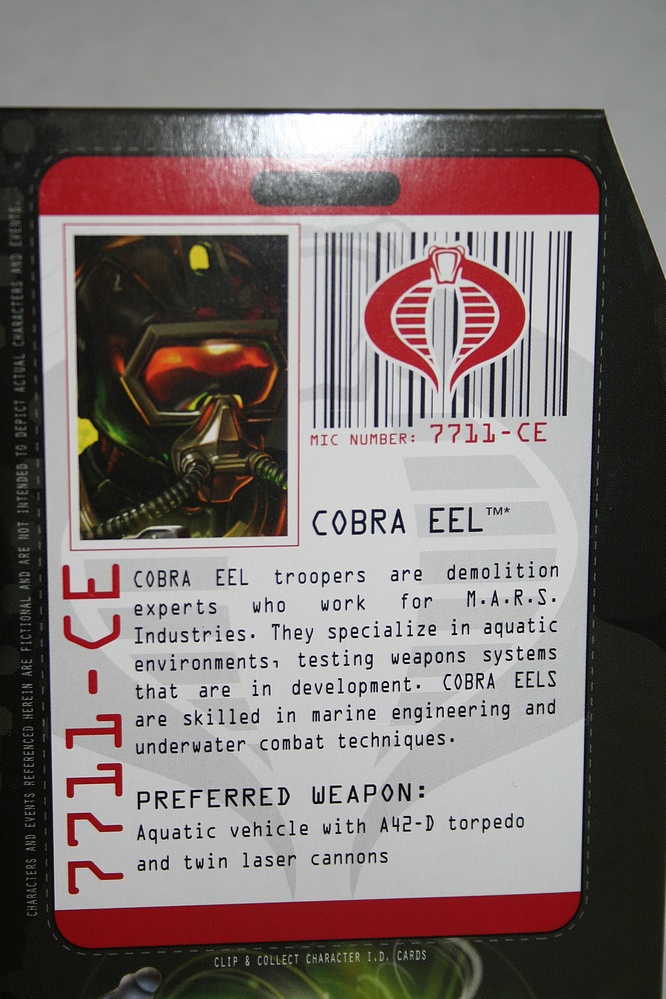 MIC NUMBER: 7711-CE
COBRA EEL™*
COBRA EEL troopers are demolition
experts who work for M.A.R.S.
Industries. They specialize in aquatic
environments, testing weapons systems
that are in development. COBRA EELS
are skilled in marine engineering and
underwater combat techniques.
PREFERRED WEAPON:
Aquatic vehicle with A42-D torpedo
and twin laser cannons
7711-CE
CLIP & COLLECT CHARACTER I.D. CARDS
CHARACTERS AND EVENTS REFERENCED HEREIN ARE FICTIONAL AND ARE NOT INTENDED TO DEPICT ACTUAL CHARACTERS AND EVENTS.